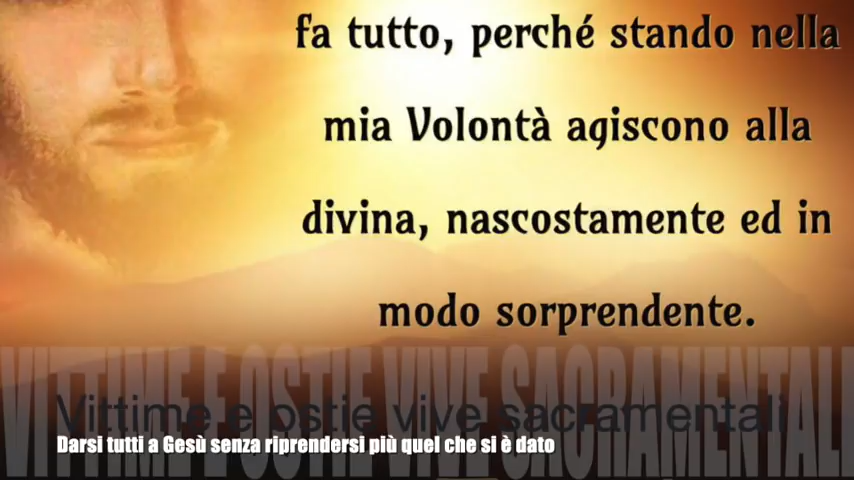 fa tutto, perché stando nella
mia Volontà agiscono alla
divina, nascostamente ed in
modo sorprendente.
VITTIME E OSTIE VIVE SACRAMENTALI
Vittime e ostie vive sacramentali
Darsi tutti a Gesù senza riprendersi più quel che si è dato